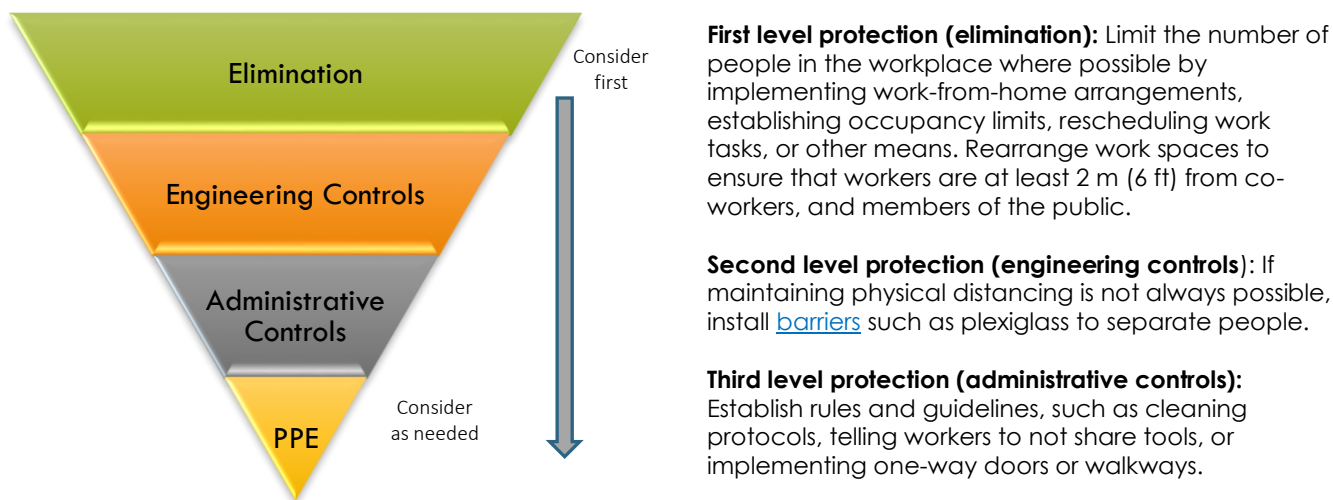 Elimination
Engineering Controls
Administrative
Controls
PPE
Consider
first
Consider
as needed
First level protection (elimination): Limit the number of
people in the workplace where possible by
implementing work-from-home arrangements,
establishing occupancy limits, rescheduling work
tasks, or other means. Rearrange work spaces to
ensure that workers are at least 2 m (6 ft) from co-
workers, and members of the public.
Second level protection (engineering controls): If
maintaining physical distancing is not always possible,
install barriers such as plexiglass to separate people.
Third level protection (administrative controls):
Establish rules and guidelines, such as cleaning
protocols, telling workers to not share tools, or
implementing one-way doors or walkways.